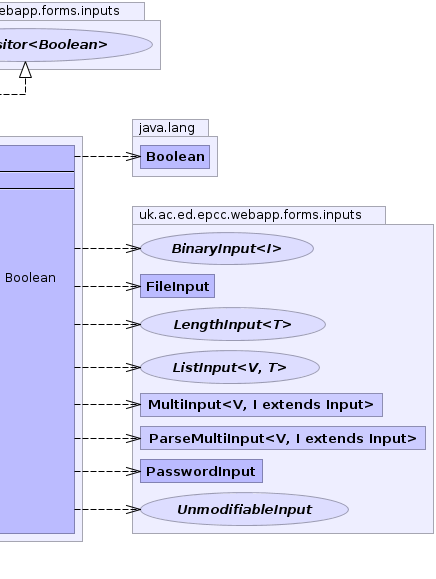 ebapp.forms.inputs
sitor<Boolean>
java.lang
Boolean
uk.ac.ed.epcc.webapp.forms.inputs
BinaryInput<I>
Boolean
FileInput
LengthInput<T>
ListInput<V, T>
MultiInput<V, I extends Input>
ParseMultiInput<V, I extends Input>
PasswordInput
UnmodifiableInput